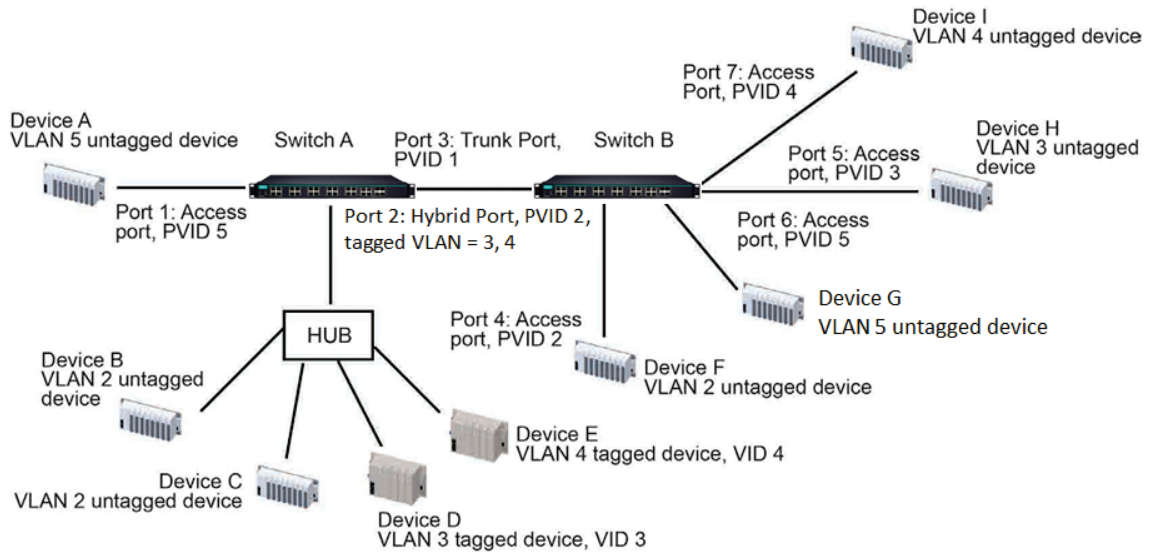 Device I
VLAN 4 untagged device
Port 7: Access
Port, PVID 4
Device A
VLAN 5 untagged device
Switch A
Port 3: Trunk Port,
PVID 1
Switch B
Device H
VLAN 3 untagged
device
Port 5: Access
port, PVID 3
Port 1: Access
port, PVID 5
Port 2: Hybrid Port, PVID 2,
tagged VLAN = 3, 4
Port 6: Access
port, PVID 5
Device G
VLAN 5 untagged device
HUB
Port 4: Access
port, PVID 2
Device B
VLAN 2 untagged
device
Device F
VLAN 2 untagged device
Device E
VLAN 4 tagged device, VID 4
Device C
VLAN 2 untagged device
Device D
VLAN 3 tagged device, VID 3